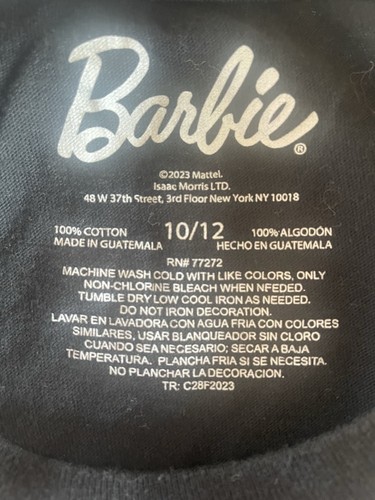 Barbie®
©2023 Mattel.
Isaac Morris LTD.
48 W 37th Street, 3rd Floor New York NY 10018
100% COTTON 10/12 100% ALGODÓN
MADE IN GUATEMALA HECHO EN GUATEMALA
RN# 77272
MACHINE WASH COLD WITH LIKE COLORS, ONLY
NON-CHLORINE BLEACH WHEN NEEDED.
TUMBLE DRY LOW COOL IRON AS NEEDED.
DO NOT IRON DECORATION.
LAVAR EN LAVADORA CON AGUA FRIA CON COLORES
SIMILARES, USAR BLANQUEADOR SIN CLORO
CUANDO SEA NECESARIO; SECAR A BAJA
TEMPERATURA. PLANCHA FRIA SI SE NECESITA.
NO PLANCHAR LA DECORACION.
TR: C28F2023